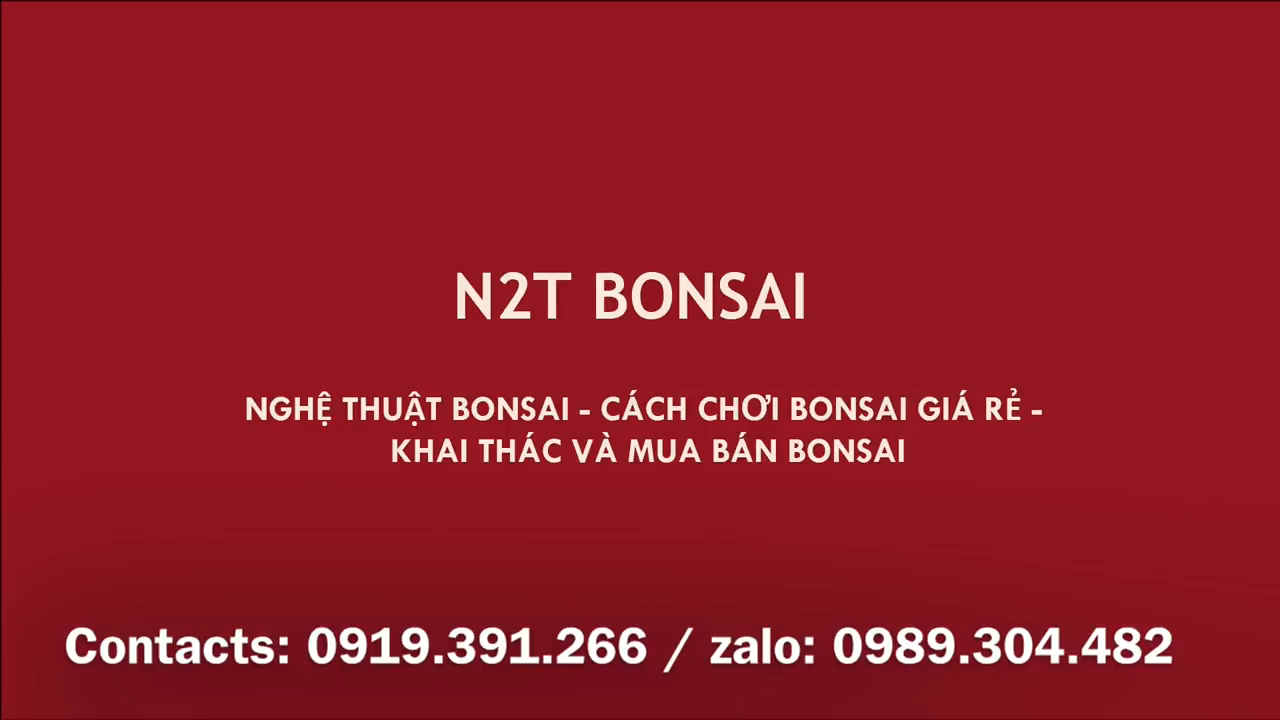 N2T BONSAI
NGHỆ THUẬT BONSAI - CÁCH CHƠI BONSAI GIÁ RẺ -
KHAI THÁC VÀ MUA BÁN BONSAI
Contacts: 0919.391.266 / zalo: 0989.304.482